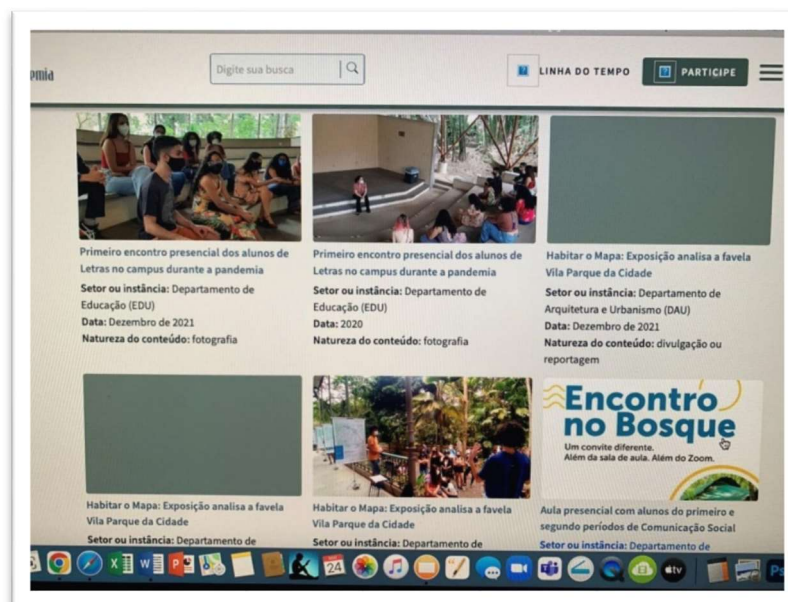 Digite sua busca
LINHA DO TEMPO
PARTICIPE
Primeiro encontro presencial dos alunos de
Letras no campus durante a pandemia
Setor ou instância: Departamento de
Educação (EDU)
Data: Dezembro de 2021
Natureza do conteúdo: fotografia
Primeiro encontro presencial dos alunos de
Letras no campus durante a pandemia
Setor ou instância: Departamento de
Educação (EDU)
Data: 2020
Natureza do conteúdo: fotografia
Habitar o Mapa: Exposição analisa a favela
Vila Parque da Cidade
Setor ou instância: Departamento de
Arquitetura e Urbanismo (DAU)
Data: Dezembro de 2021
Natureza do conteúdo: divulgação ou
reportagem
Habitar o Mapa: Exposição analisa a favela
Vila Parque da Cidade
Setor ou instância: Departamento de
Habitar o Mapa: Exposição analisa a favela
Vila Parque da Cidade
Setor ou instância: Departamento de
Encontro
no Bosque
Um convite diferente.
Além da sala de aula. Além do Zoom.
Aula presencial com alunos do primeiro e
segundo períodos de Comunicação Social
Setor ou instância: Departamento de
24
tv
Ps